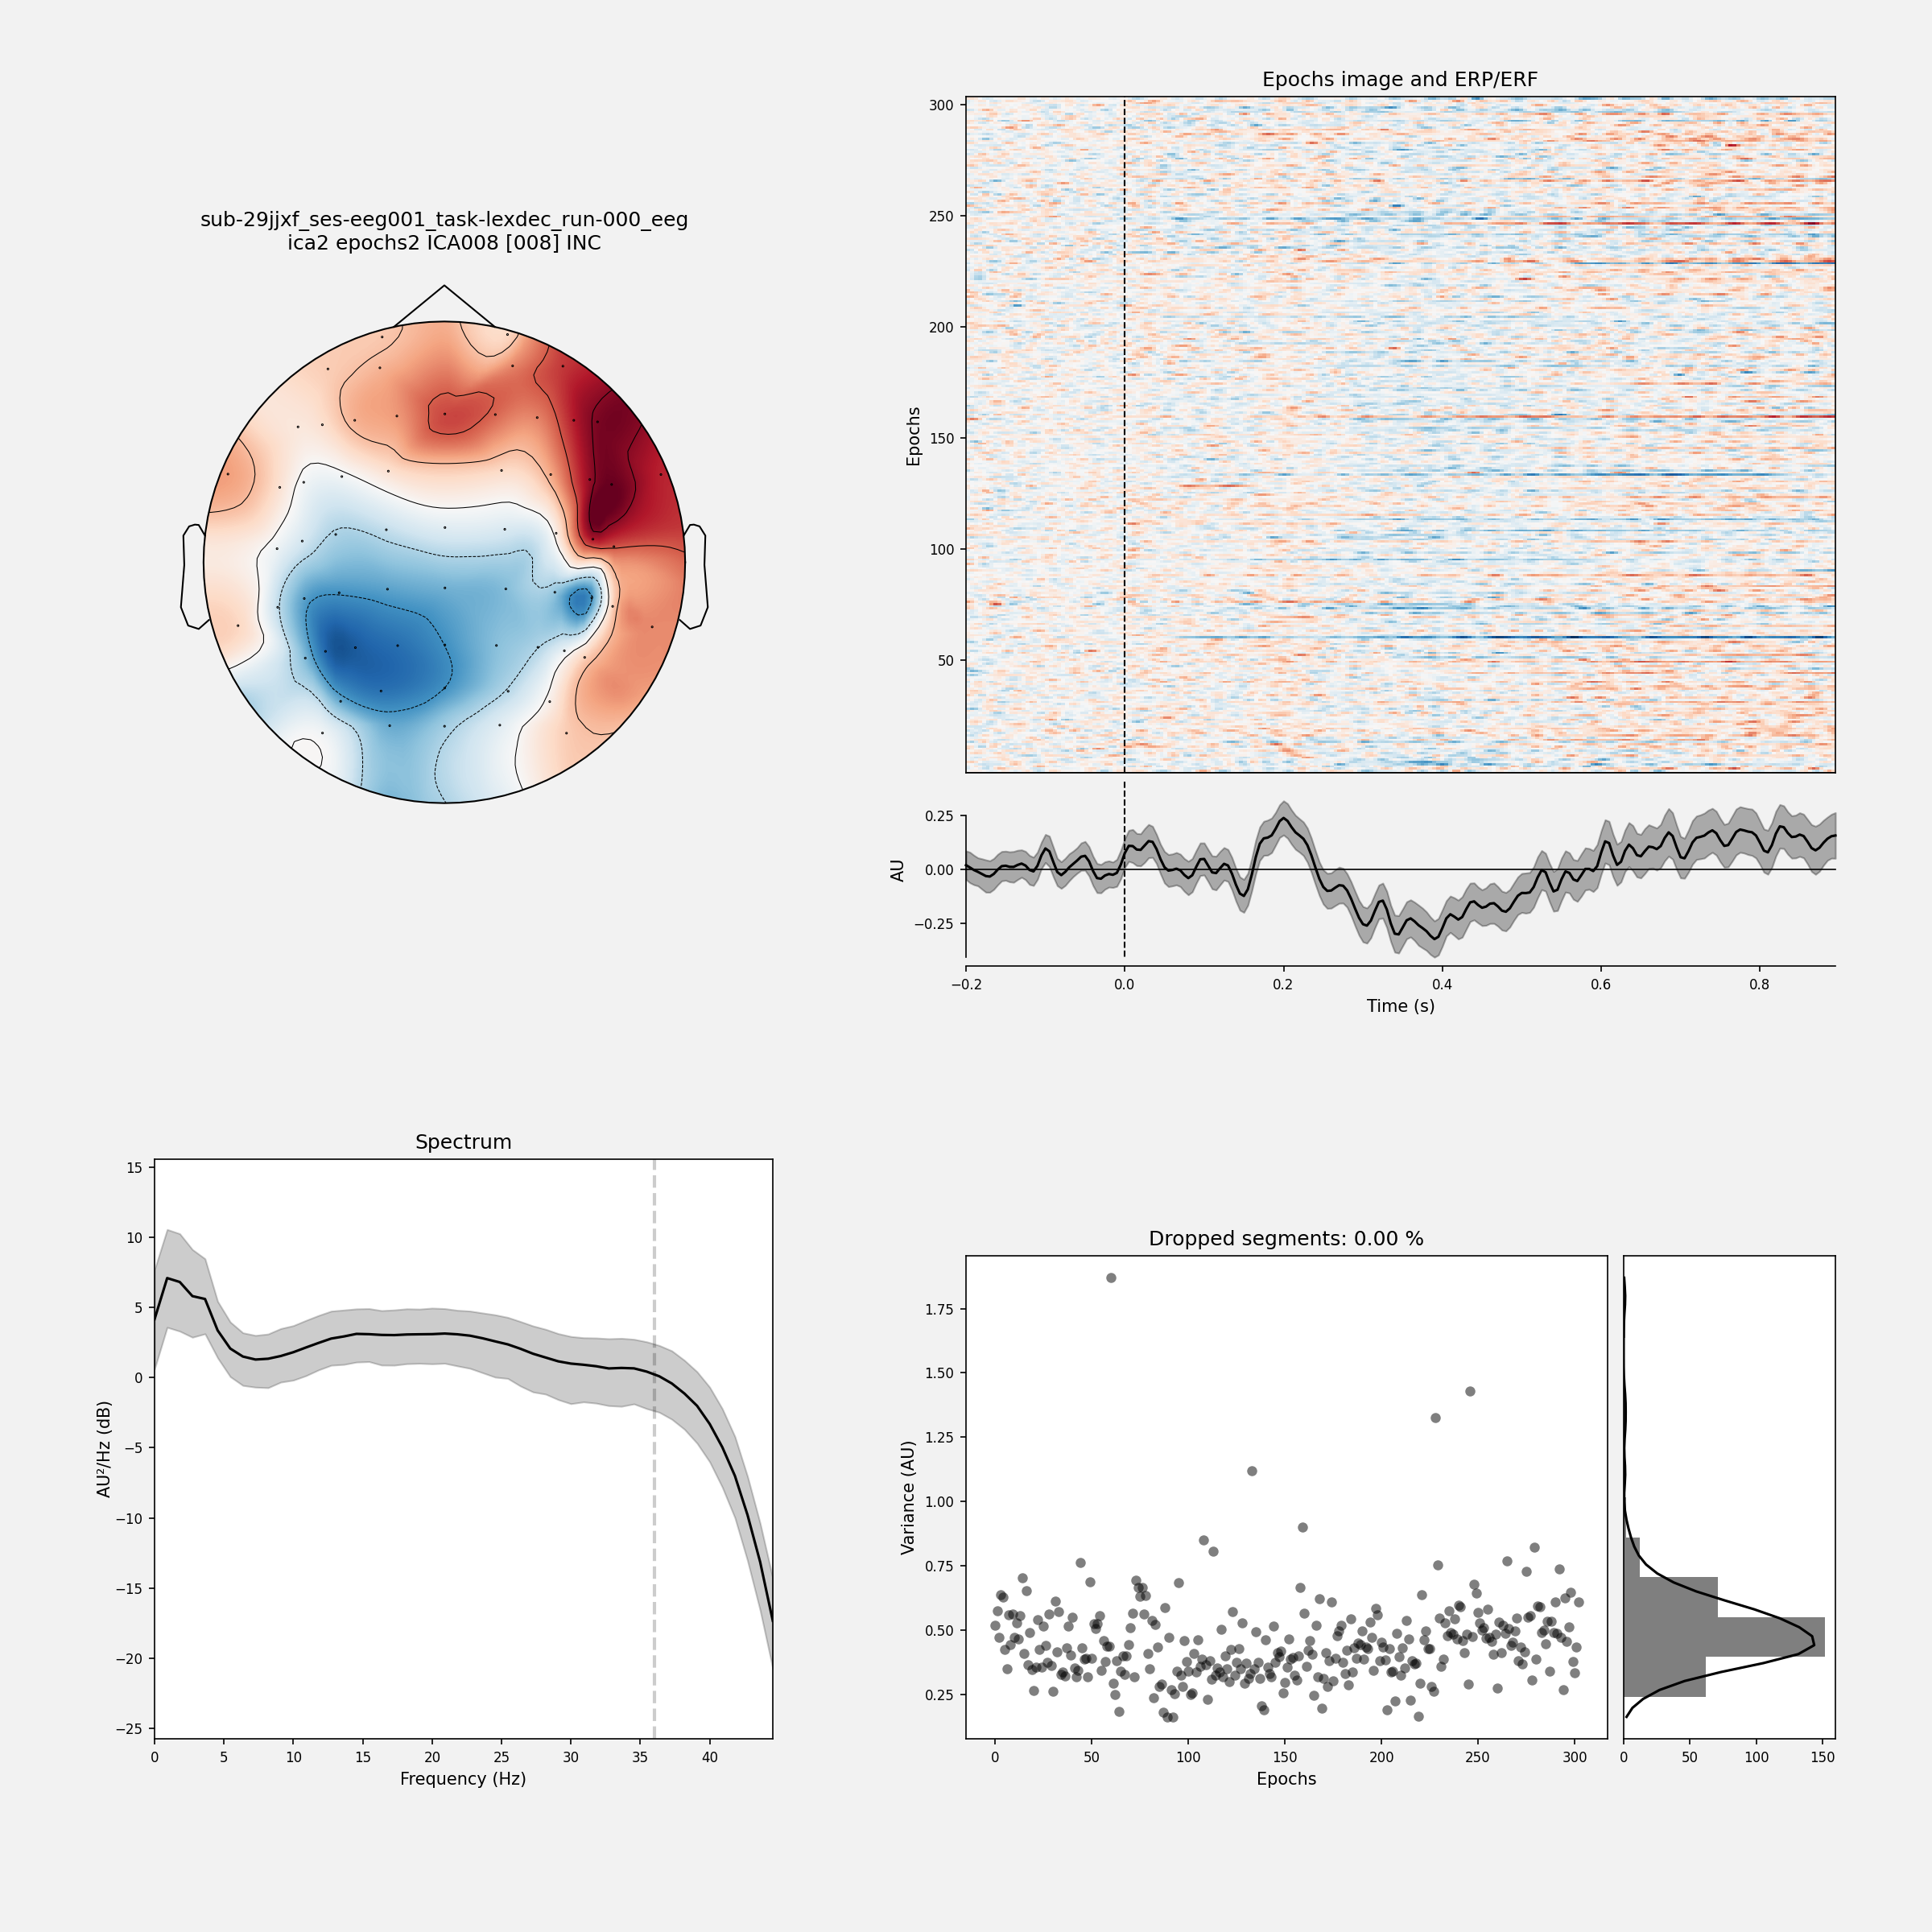 sub-29jjxf_ses-eeg001_task-lexdec_run-000_eeg
ica2 epochs2 ICA008 [008] INC
Epochs image and ERP/ERF
300
250
200
150
100
50
Epochs
0.25
0.00
−0.25
AU
−0.2 0.0 0.2 0.4 0.6 0.8
Time (s)
Spectrum
15
10
5
0
−5
−10
−15
−20
−25
AU²/Hz (dB)
0 5 10 15 20 25 30 35 40
Frequency (Hz)
Dropped segments: 0.00 %
1.75
1.50
1.25
1.00
0.75
0.50
0.25
Variance (AU)
0 50 100 150 200 250 300
Epochs
0 50 100 150